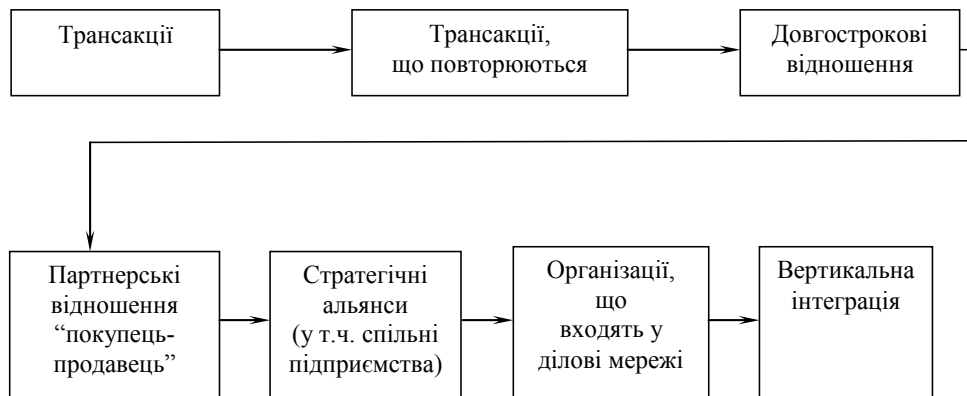 Трансакції
Трансакції,
що повторюються
Довгострокові
відношення
Партнерські
відношення
“покупець-
продавець”
Стратегічні
альянси
(у т.ч. спільні
підприємства)
Організації,
що
входять у
ділові мережі
Вертикальна
інтеграція